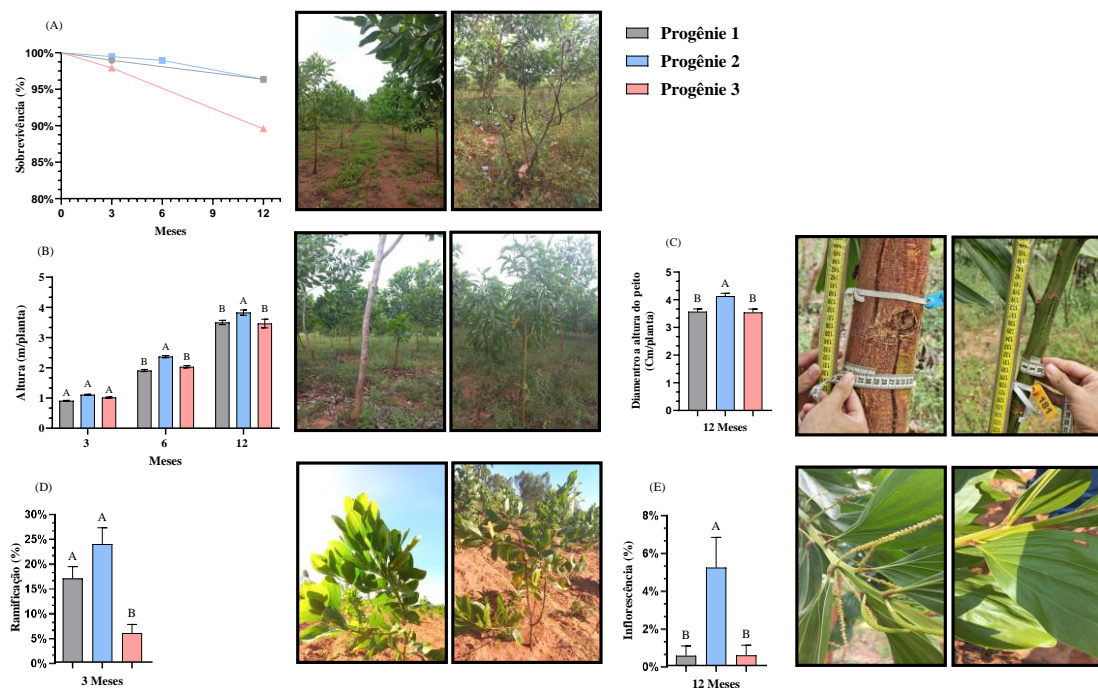 (A)
Sobrevivência (%)
100%
95%
90%
85%
80%
0 3 6 9 12
Meses
Progênie 1
Progênie 2
Progênie 3
(B)
Altura (m/planta)
5
4
3
2
1
0
A A A
B A B
B A B
3 6 12
Meses
(C)
Diamentro a altura do peito
(Cm/planta)
5
4
3
2
1
0
B A B
12 Meses
181
(D)
Ramificação (%)
30%
25%
20%
15%
10%
5%
0%
A A B
3 Meses
(E)
Inflorescência (%)
8%
6%
4%
2%
0%
B A B
12 Meses